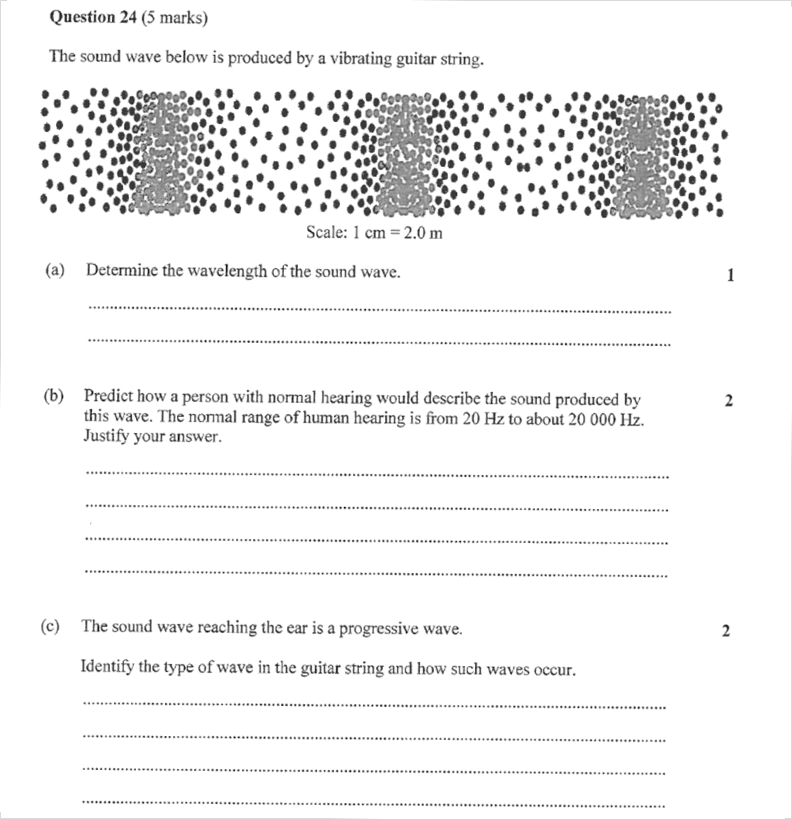 Question 24 (5 marks)
The sound wave below is produced by a vibrating guitar string.
Scale: 1 cm = 2.0 m
(a) Determine the wavelength of the sound wave. 1
(b) Predict how a person with normal hearing would describe the sound produced by 2
this wave. The normal range of human hearing is from 20 Hz to about 20 000 Hz.
Justify your answer.
(c) The sound wave reaching the ear is a progressive wave. 2
Identify the type of wave in the guitar string and how such waves occur.